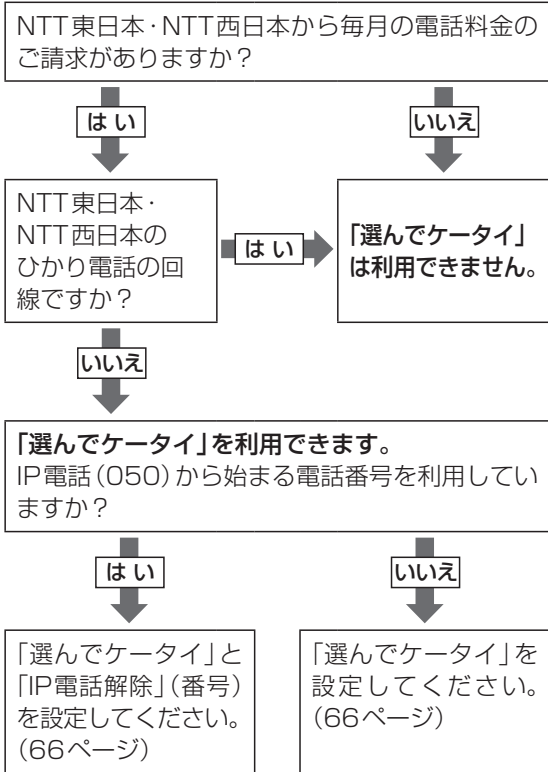 NTT東日本・NTT西日本から毎月の電話料金の
ご請求がありますか?
はい
いいえ
NTT東日本・
NTT西日本の
ひかり電話の回
線ですか?
はい
「選んでケータイ」
は利用できません。
いいえ
「選んでケータイ」を利用できます。
IP電話(050)から始まる電話番号を利用してい
ますか?
はい
いいえ
「選んでケータイ」と
「IP電話解除」(番号)
を設定してください。
(66ページ)
「選んでケータイ」を
設定してください。
(66ページ)